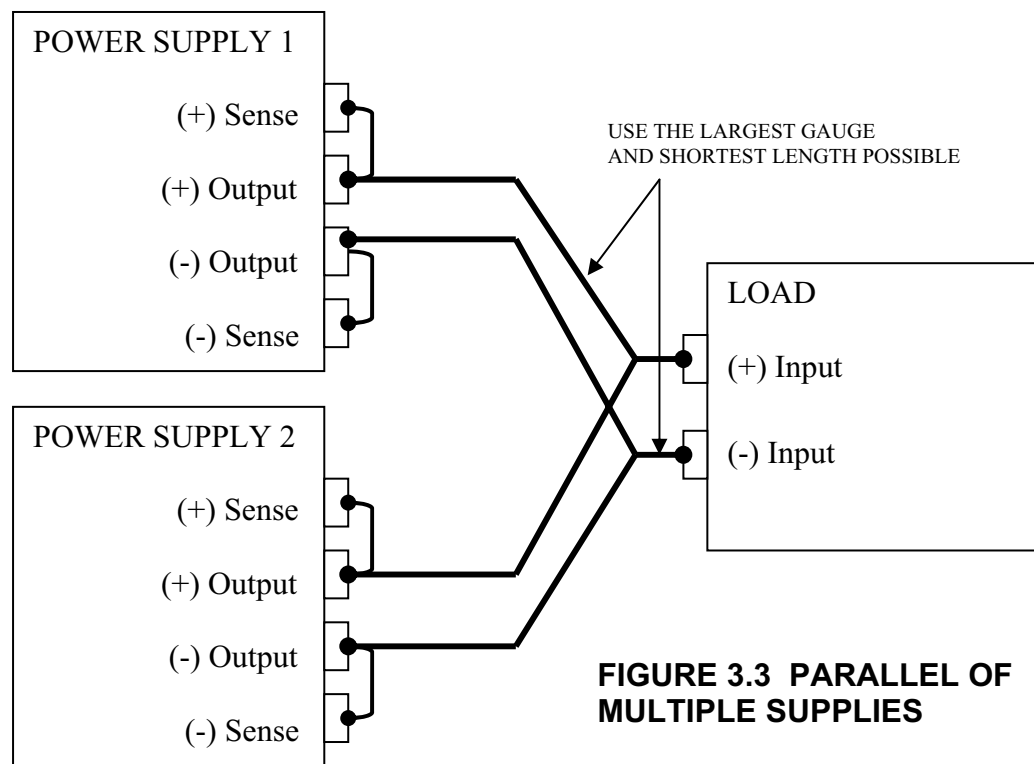 POWER SUPPLY 1
(+) Sense
(+) Output
(-) Output
(-) Sense
USE THE LARGEST GAUGE
AND SHORTEST LENGTH POSSIBLE
LOAD
(+) Input
(-) Input
POWER SUPPLY 2
(+) Sense
(+) Output
(-) Output
(-) Sense
FIGURE 3.3 PARALLEL OF
MULTIPLE SUPPLIES